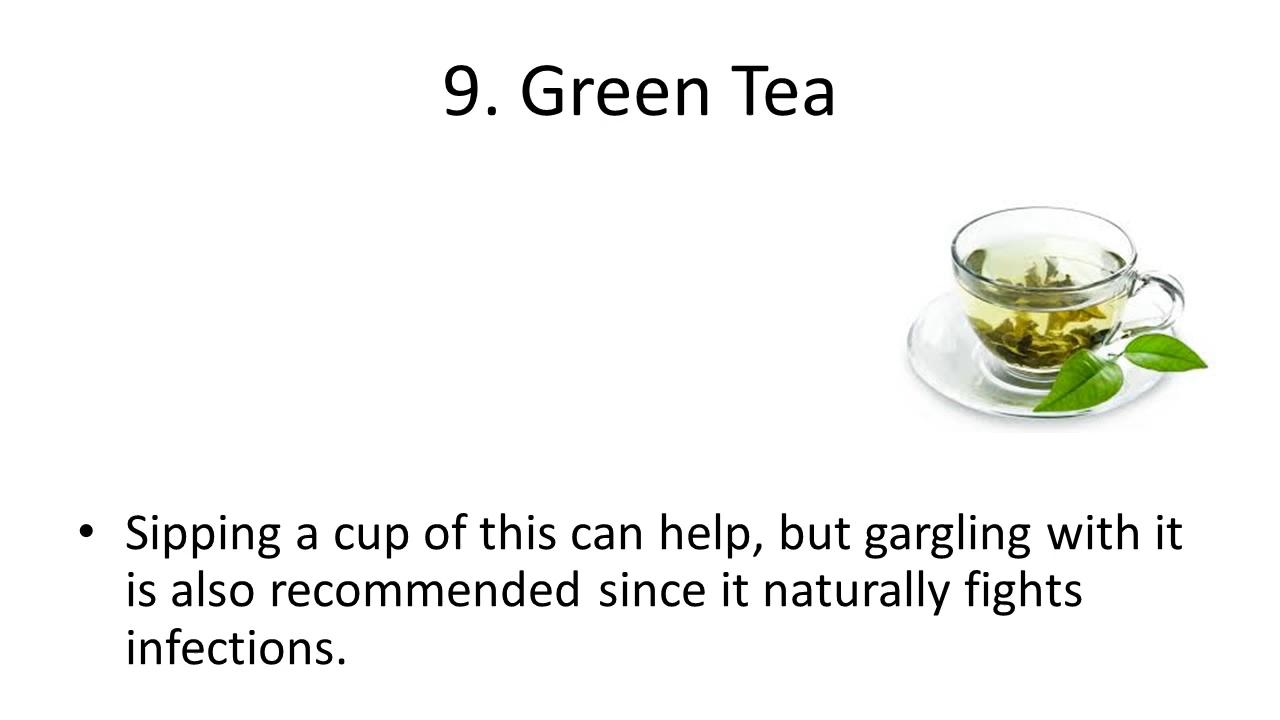 9. Green Tea
• Sipping a cup of this can help, but gargling with it
is also recommended since it naturally fights
infections.